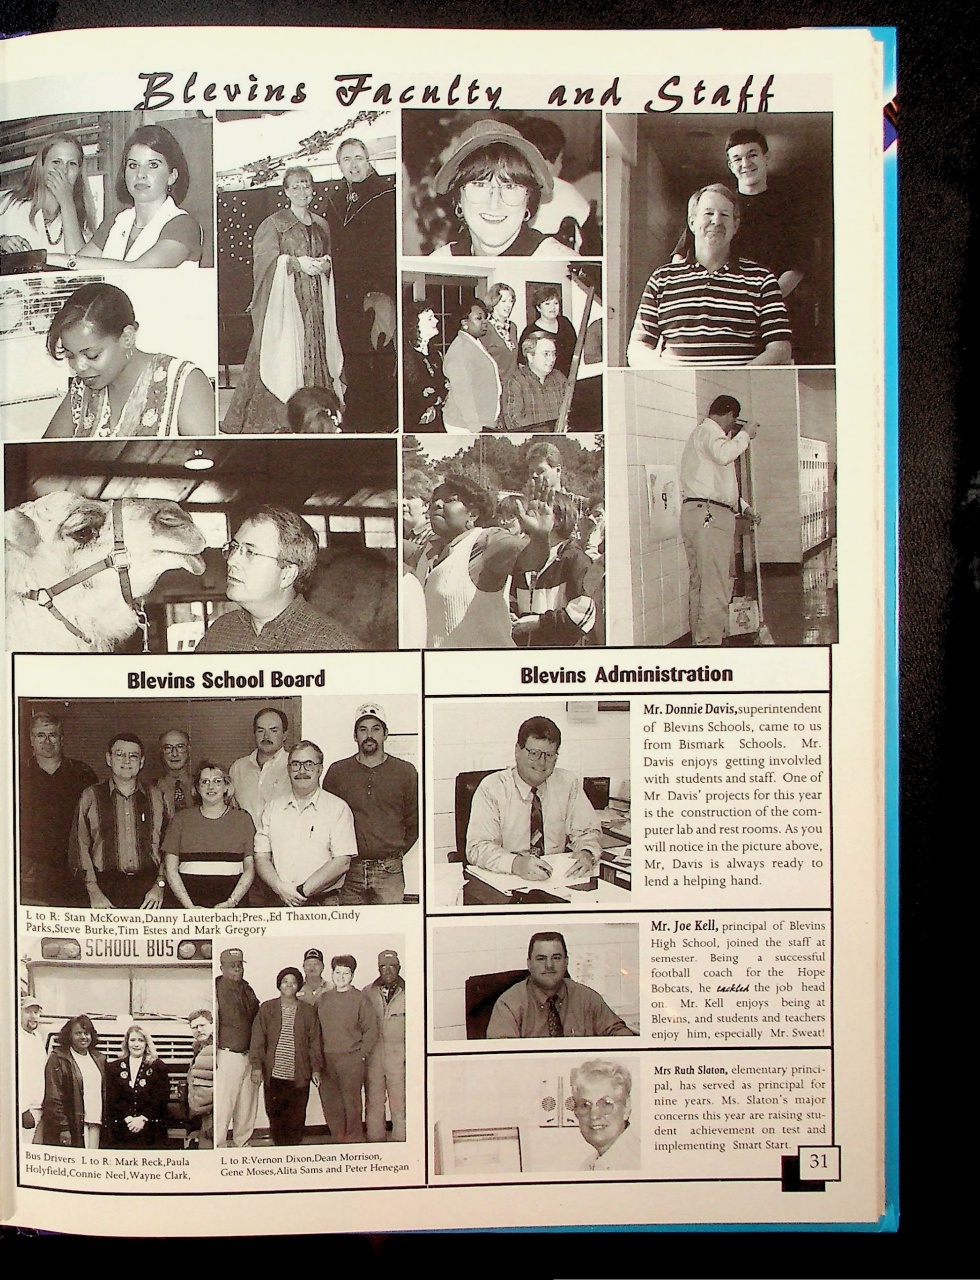 Blevins Faculty and Staff
Blevins School Board
L to R: Stan McKowan,Danny Lauterbach;Pres.,Ed Thaxton,Cindy
Parks,Steve Burke,Tim Estes and Mark Gregory
SCHOOL BUS
Bus Drivers L to R: Mark Reck,Paula
Holyfield,Connie Neel,Wayne Clark,
L to R:Vernon Dixon,Dean Morrison,
Gene Moses,Alita Sams and Peter Henegan
Blevins Administration
Mr. Donnie Davis,superintendent
of Blevins Schools, came to us
from Bismark Schools. Mr.
Davis enjoys getting involvled
with students and staff. One of
Mr. Davis' projects for this year
is the construction of the com-
puter lab and rest rooms. As you
will notice in the picture above,
Mr, Davis is always ready to
lend a helping hand.
Mr. Joe Kell, principal of Blevins
High School, joined the staff at
semester. Being a successful
football coach for the Hope
Bobcats, he tackled the job head
on. Mr. Kell enjoys being at
Blevins, and students and teachers
enjoy him, especially Mr. Sweat!
Mrs Ruth Slaton, elementary princi-
pal, has served as principal for
nine years. Ms. Slaton's major
concerns this year are raising stu-
dent achievement on test and
implementing Smart Start.
31